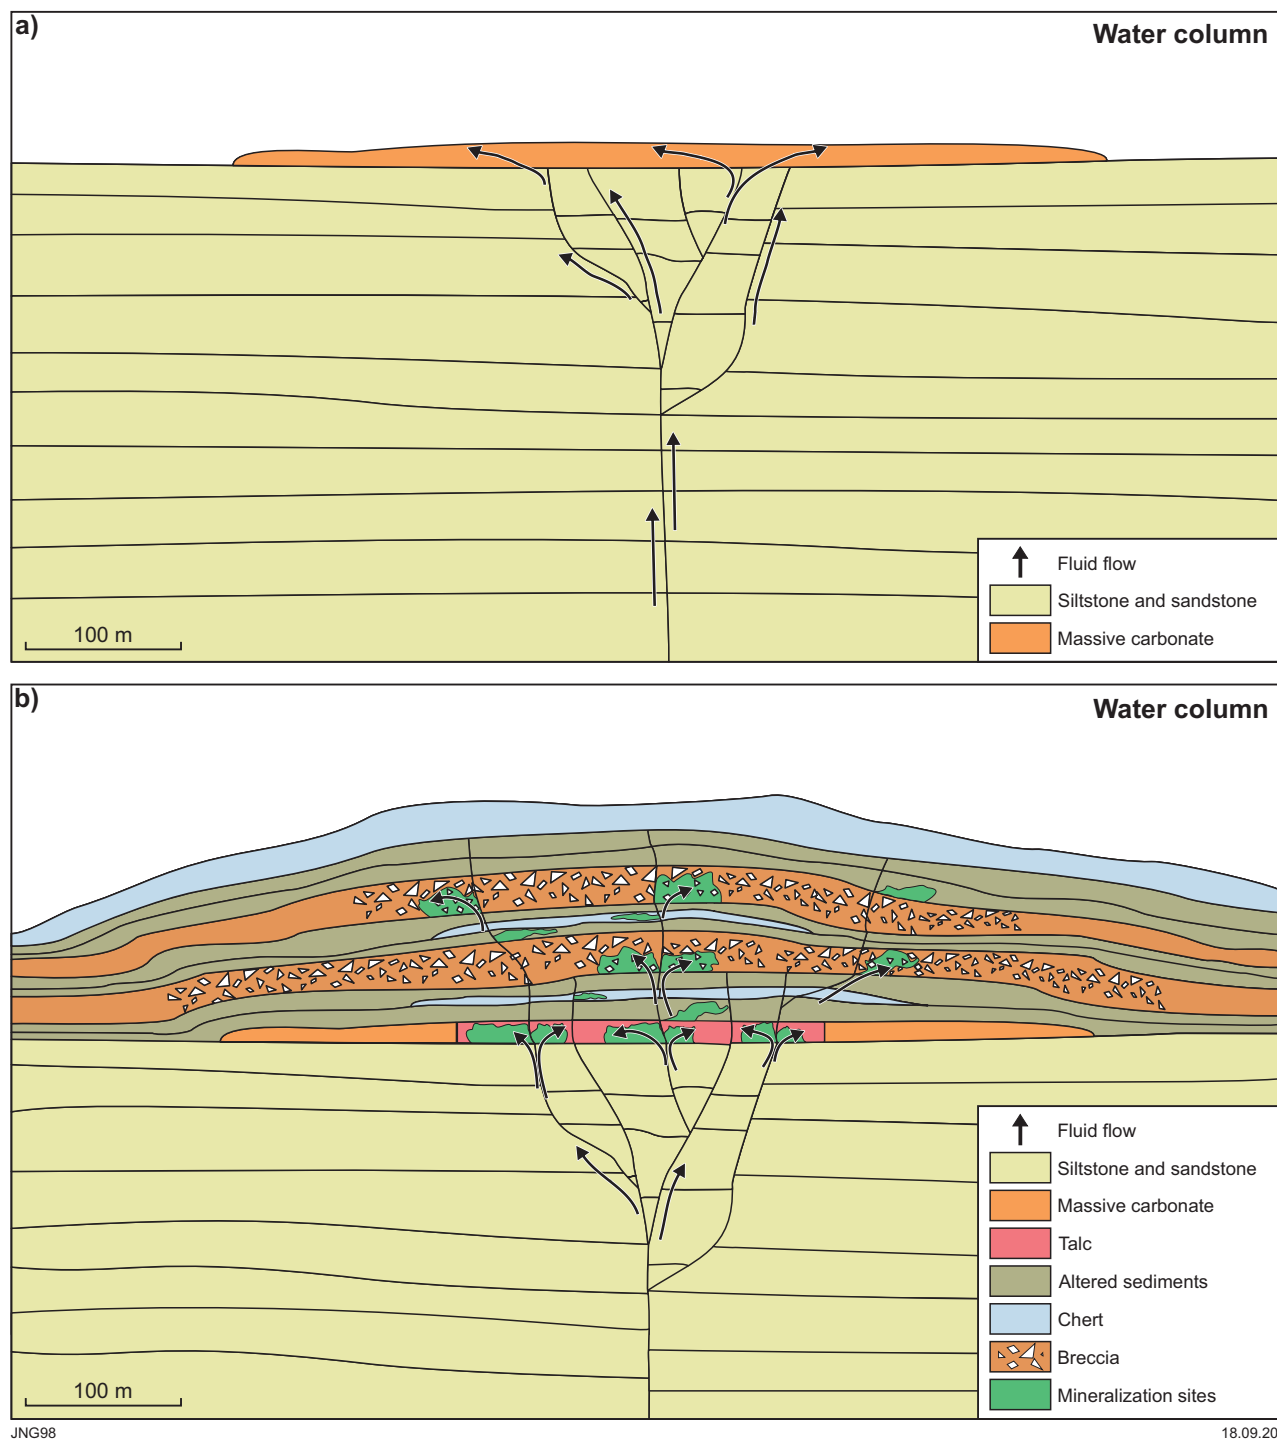 a)
Water column
Fluid flow
Siltstone and sandstone
Massive carbonate
100 m
b)
Water column
Fluid flow
Siltstone and sandstone
Massive carbonate
Talc
Altered sediments
Chert
Breccia
Mineralization sites
100 m
JNG98
18.09.20